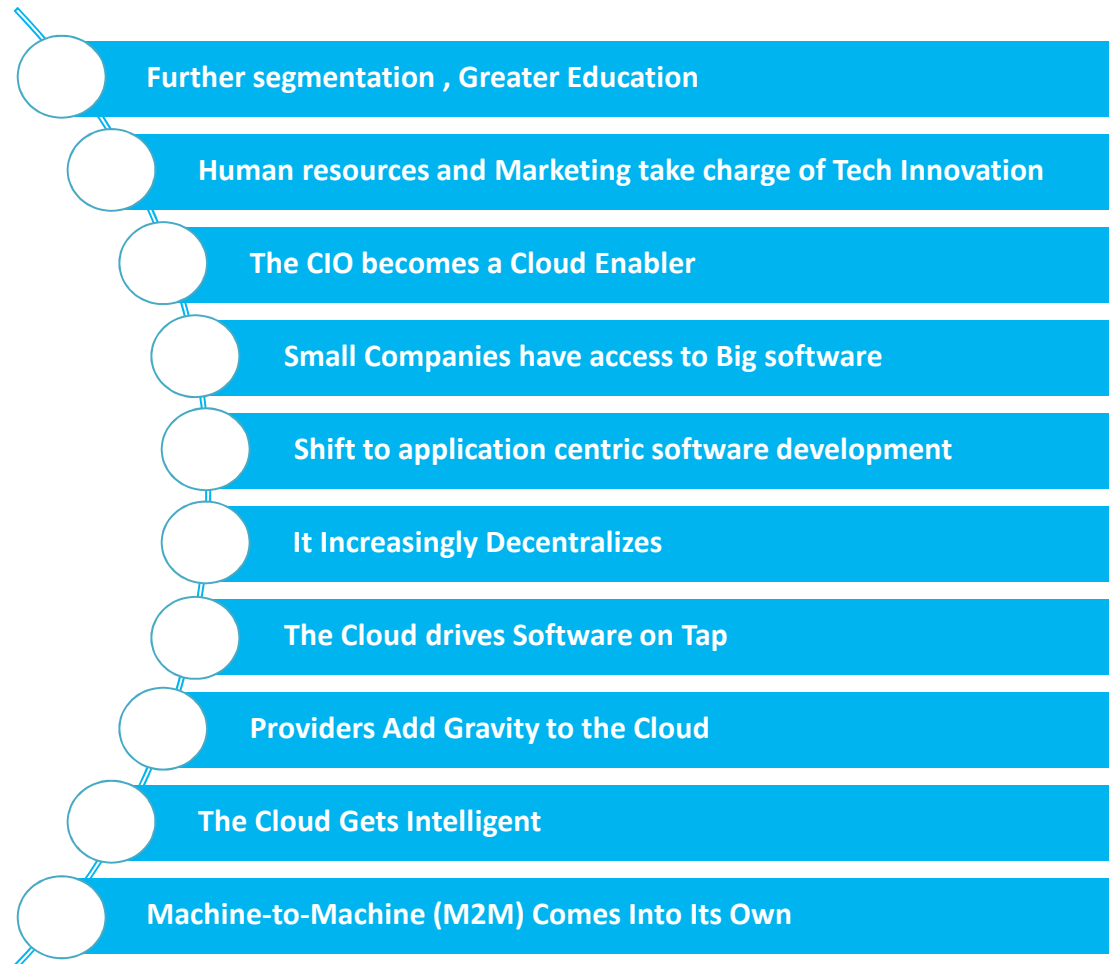 Further segmentation , Greater Education
Human resources and Marketing take charge of Tech Innovation
The CIO becomes a Cloud Enabler
Small Companies have access to Big software
Shift to application centric software development
It Increasingly Decentralizes
The Cloud drives Software on Tap
Providers Add Gravity to the Cloud
The Cloud Gets Intelligent
Machine-to-Machine (M2M) Comes Into Its Own